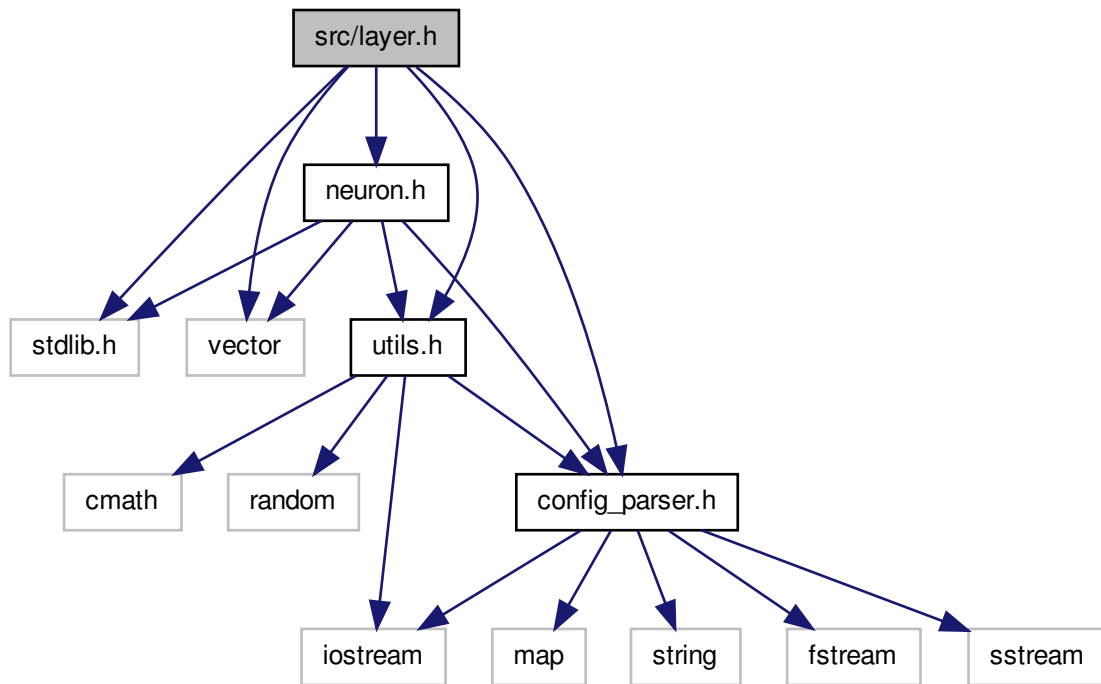 src/layer.h
neuron.h
stdlib.h
vector
utils.h
cmath
random
config_parser.h
iostream
map
string
fstream
sstream